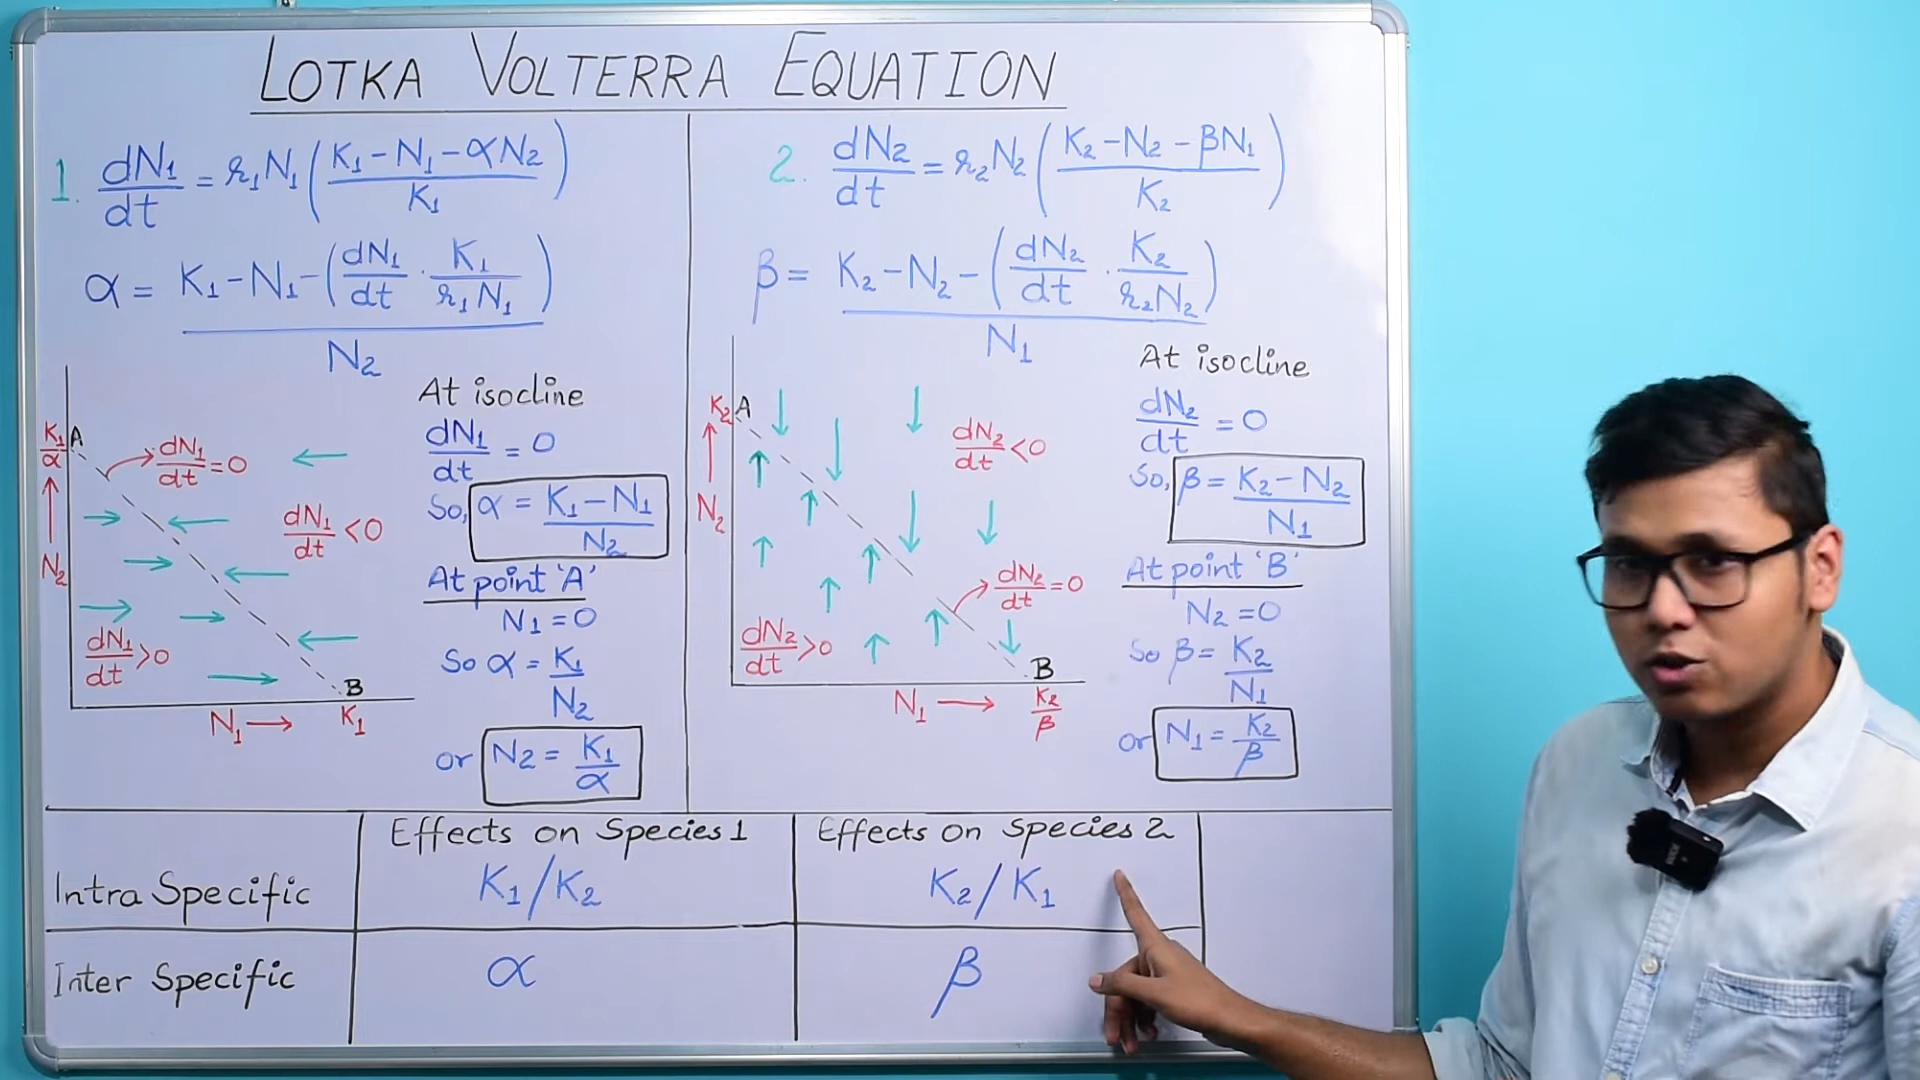 LOTKA VOLTERRA EQUATION
1. dN1/dt = r1N1 (K1-N1-αN2 / K1)
α = K1-N1-(dN1/dt · K1/r1N1) / N2
K1/α
A
dN1/dt = 0
dN1/dt < 0
N2
dN1/dt > 0
B
N1 →
K1
At isocline
dN1/dt = 0
So, α = K1-N1 / N2
At point 'A'
N1 = 0
So α = K1/N2
or N2 = K1/α
2. dN2/dt = r2N2 (K2-N2-βN1 / K2)
β = K2-N2-(dN2/dt · K2/r2N2) / N1
K2
A
dN2/dt < 0
N2
dN2/dt = 0
dN2/dt > 0
B
N1 →
K2/β
At isocline
dN2/dt = 0
So, β = K2-N2 / N1
At point 'B'
N2 = 0
So β = K2/N1
or N1 = K2/β
Effects on Species 1
Effects on Species 2
Intra Specific
K1/K2
K2/K1
Inter Specific
α
β